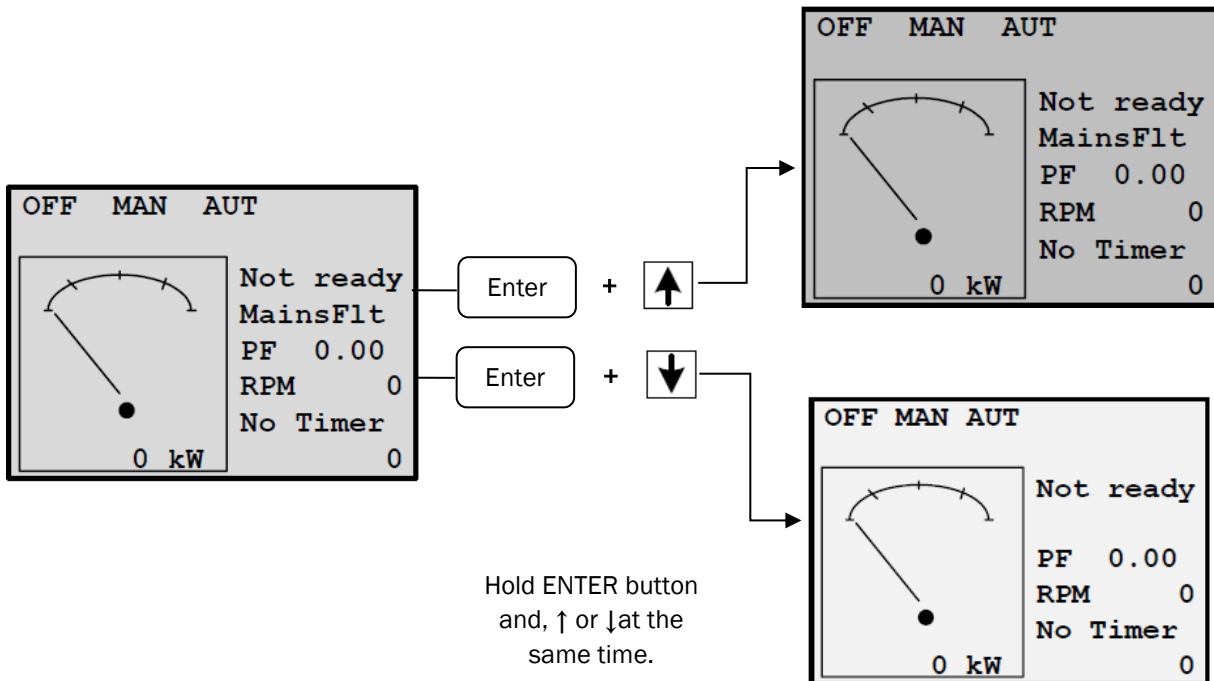 OFF MAN AUT
Not ready
MainsFlt
PF 0.00
RPM 0
No Timer
0 kW 0
Enter +
Enter +
Hold ENTER button
and, ↑ or ↓at the
same time.
OFF MAN AUT
Not ready
MainsFlt
PF 0.00
RPM 0
No Timer
0 kW 0
OFF MAN AUT
Not ready
PF 0.00
RPM 0
No Timer
0 kW 0